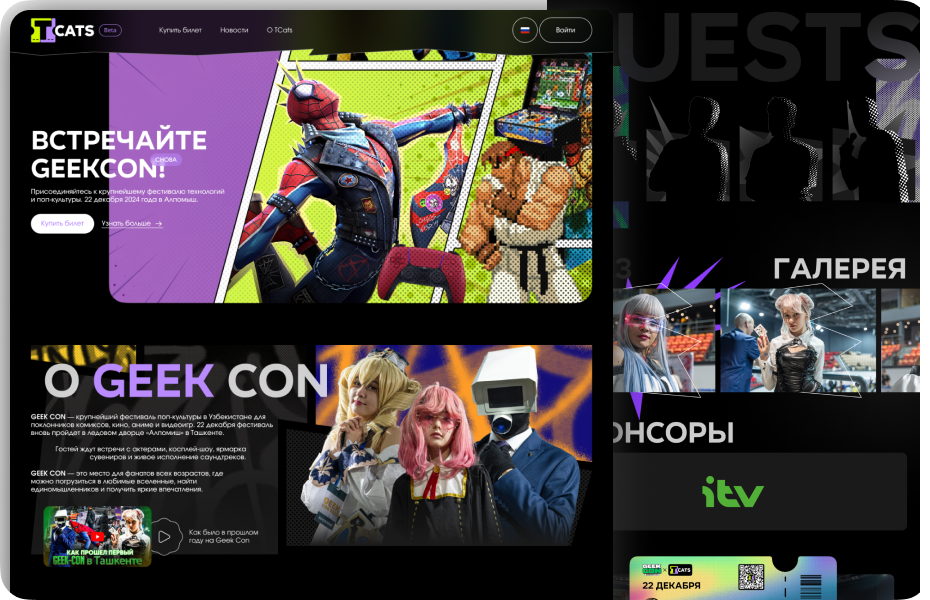 TCATS
Beta
Купить билет
Новости
О TCats
Войти
ВСТРЕЧАЙТЕ
СНОВА
GEEKCON!
Присоединяйтесь к крупнейшему фестивалю технологий
и поп-культуры. 22 декабря 2024 года в Алпомыш.
Купить билет
Узнать больше →
О GEEK CON
GEEK CON — крупнейший фестиваль поп-культуры в Узбекистане для
поклонников комиксов, кино, аниме и видеоигр. 22 декабря фестиваль
вновь пройдет в ледовом дворце «Алпомиш» в Ташкенте.
Гостей ждут встречи с актерами, косплей-шоу, ярмарка
сувениров и живое исполнение саундтреков.
GEEK CON — это место для фанатов всех возрастов, где
можно погрузиться в любимые вселенные, найти
единомышленников и получить яркие впечатления.
КАК ПРОШЕЛ ПЕРВЫЙ
GEEK-CON в Ташкенте
Как было в прошлом
году на Geek Con
UESTS
ГАЛЕРЕЯ
ОНСОРЫ
itv
GEEK
CON
×
TCATS
22 ДЕКАБРЯ